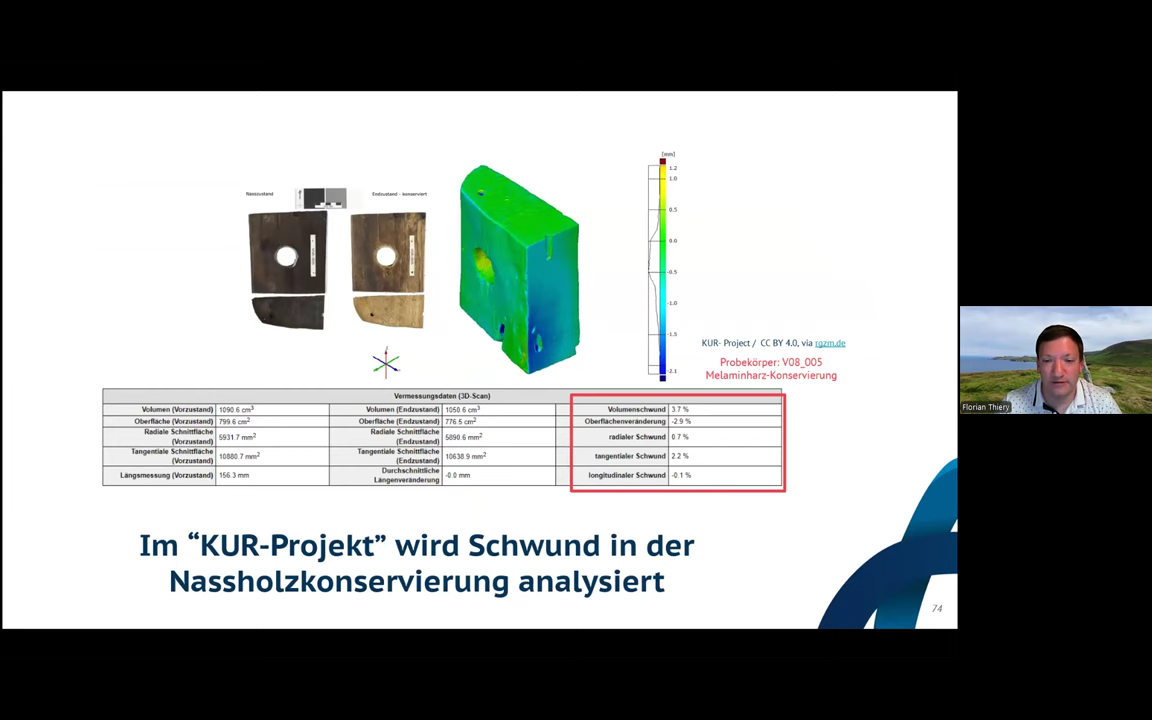 [mm]
1.2
1.0
0.5
0.0
-0.5
-1.0
-1.5
-2.1
Nasszustand
Endzustand - konserviert
KUR- Project / CC BY 4.0, via rgzm.de
Probekörper: V08_005
Melaminharz-Konservierung
Florian Thiery
Vermessungsdaten (3D-Scan)
Volumen (Vorzustand) 1090.6 cm³ Volumen (Endzustand) 1050.6 cm³ Volumenschwund 3.7 %
Oberfläche (Vorzustand) 799.6 cm² Oberfläche (Endzustand) 776.5 cm² Oberflächenveränderung -2.9 %
Radiale Schnittfläche (Vorzustand) 5931.7 mm² Radiale Schnittfläche (Endzustand) 5890.6 mm² radialer Schwund 0.7 %
Tangentiale Schnittfläche (Vorzustand) 10880.7 mm² Tangentiale Schnittfläche (Endzustand) 10638.9 mm² tangentialer Schwund 2.2 %
Längsmessung (Vorzustand) 156.3 mm Durchschnittliche Längenveränderung -0.0 mm longitudinaler Schwund -0.1 %
Im “KUR-Projekt” wird Schwund in der
Nassholzkonservierung analysiert
74